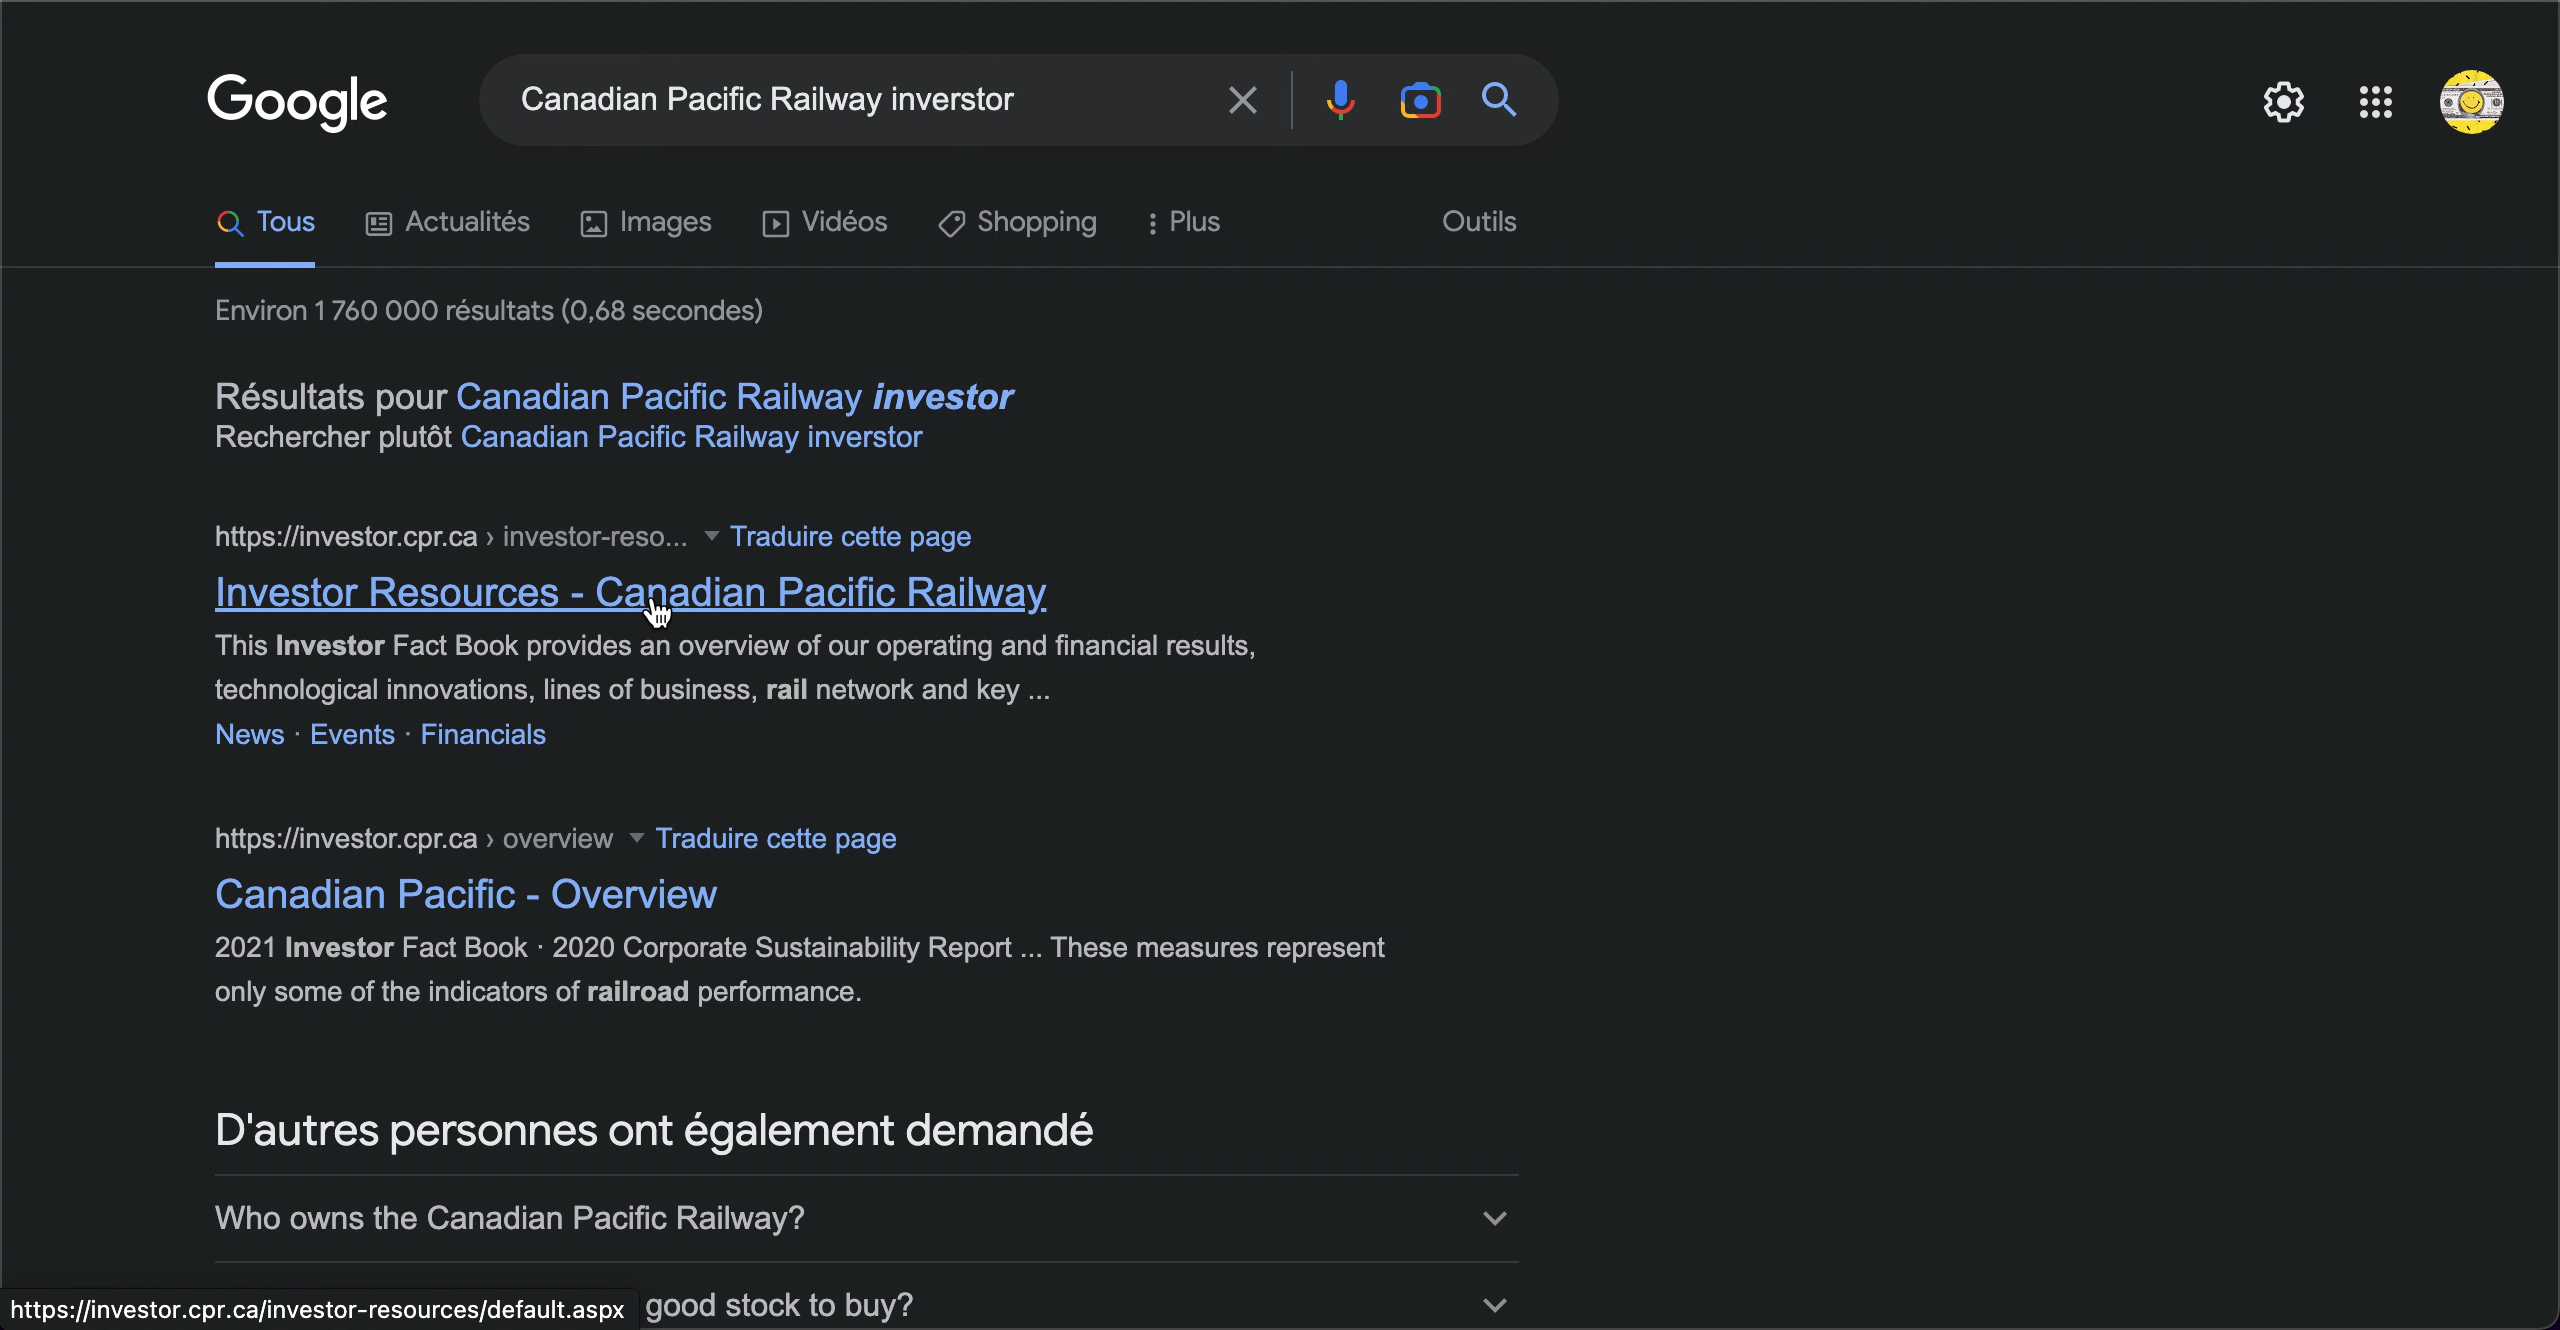 Google
Canadian Pacific Railway inverstor
Tous Actualités Images Vidéos Shopping Plus Outils
Environ 1 760 000 résultats (0,68 secondes)
Résultats pour Canadian Pacific Railway investor
Rechercher plutôt Canadian Pacific Railway inverstor
https://investor.cpr.ca › investor-reso... Traduire cette page
Investor Resources - Canadian Pacific Railway
This Investor Fact Book provides an overview of our operating and financial results,
technological innovations, lines of business, rail network and key ...
News · Events · Financials
https://investor.cpr.ca › overview Traduire cette page
Canadian Pacific - Overview
2021 Investor Fact Book · 2020 Corporate Sustainability Report ... These measures represent
only some of the indicators of railroad performance.
D'autres personnes ont également demandé
Who owns the Canadian Pacific Railway?
good stock to buy?
https://investor.cpr.ca/investor-resources/default.aspx